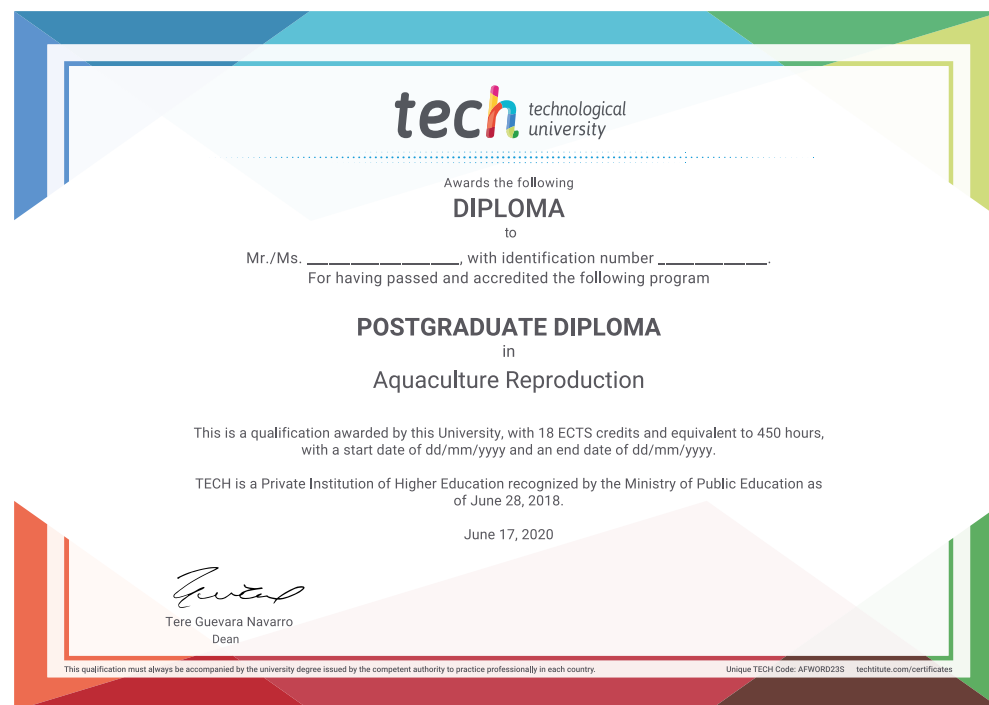 tech technological
university
Awards the following
DIPLOMA
to
Mr./Ms. ____________________, with identification number ______________.
For having passed and accredited the following program
POSTGRADUATE DIPLOMA
in
Aquaculture Reproduction
This is a qualification awarded by this University, with 18 ECTS credits and equivalent to 450 hours,
with a start date of dd/mm/yyyy and an end date of dd/mm/yyyy.
TECH is a Private Institution of Higher Education recognized by the Ministry of Public Education as
of June 28, 2018.
June 17, 2020
Tere Guevara Navarro
Dean
This qualification must always be accompanied by the university degree issued by the competent authority to practice professionally in each country. Unique TECH Code: AFWORD23S techtitute.com/certificates